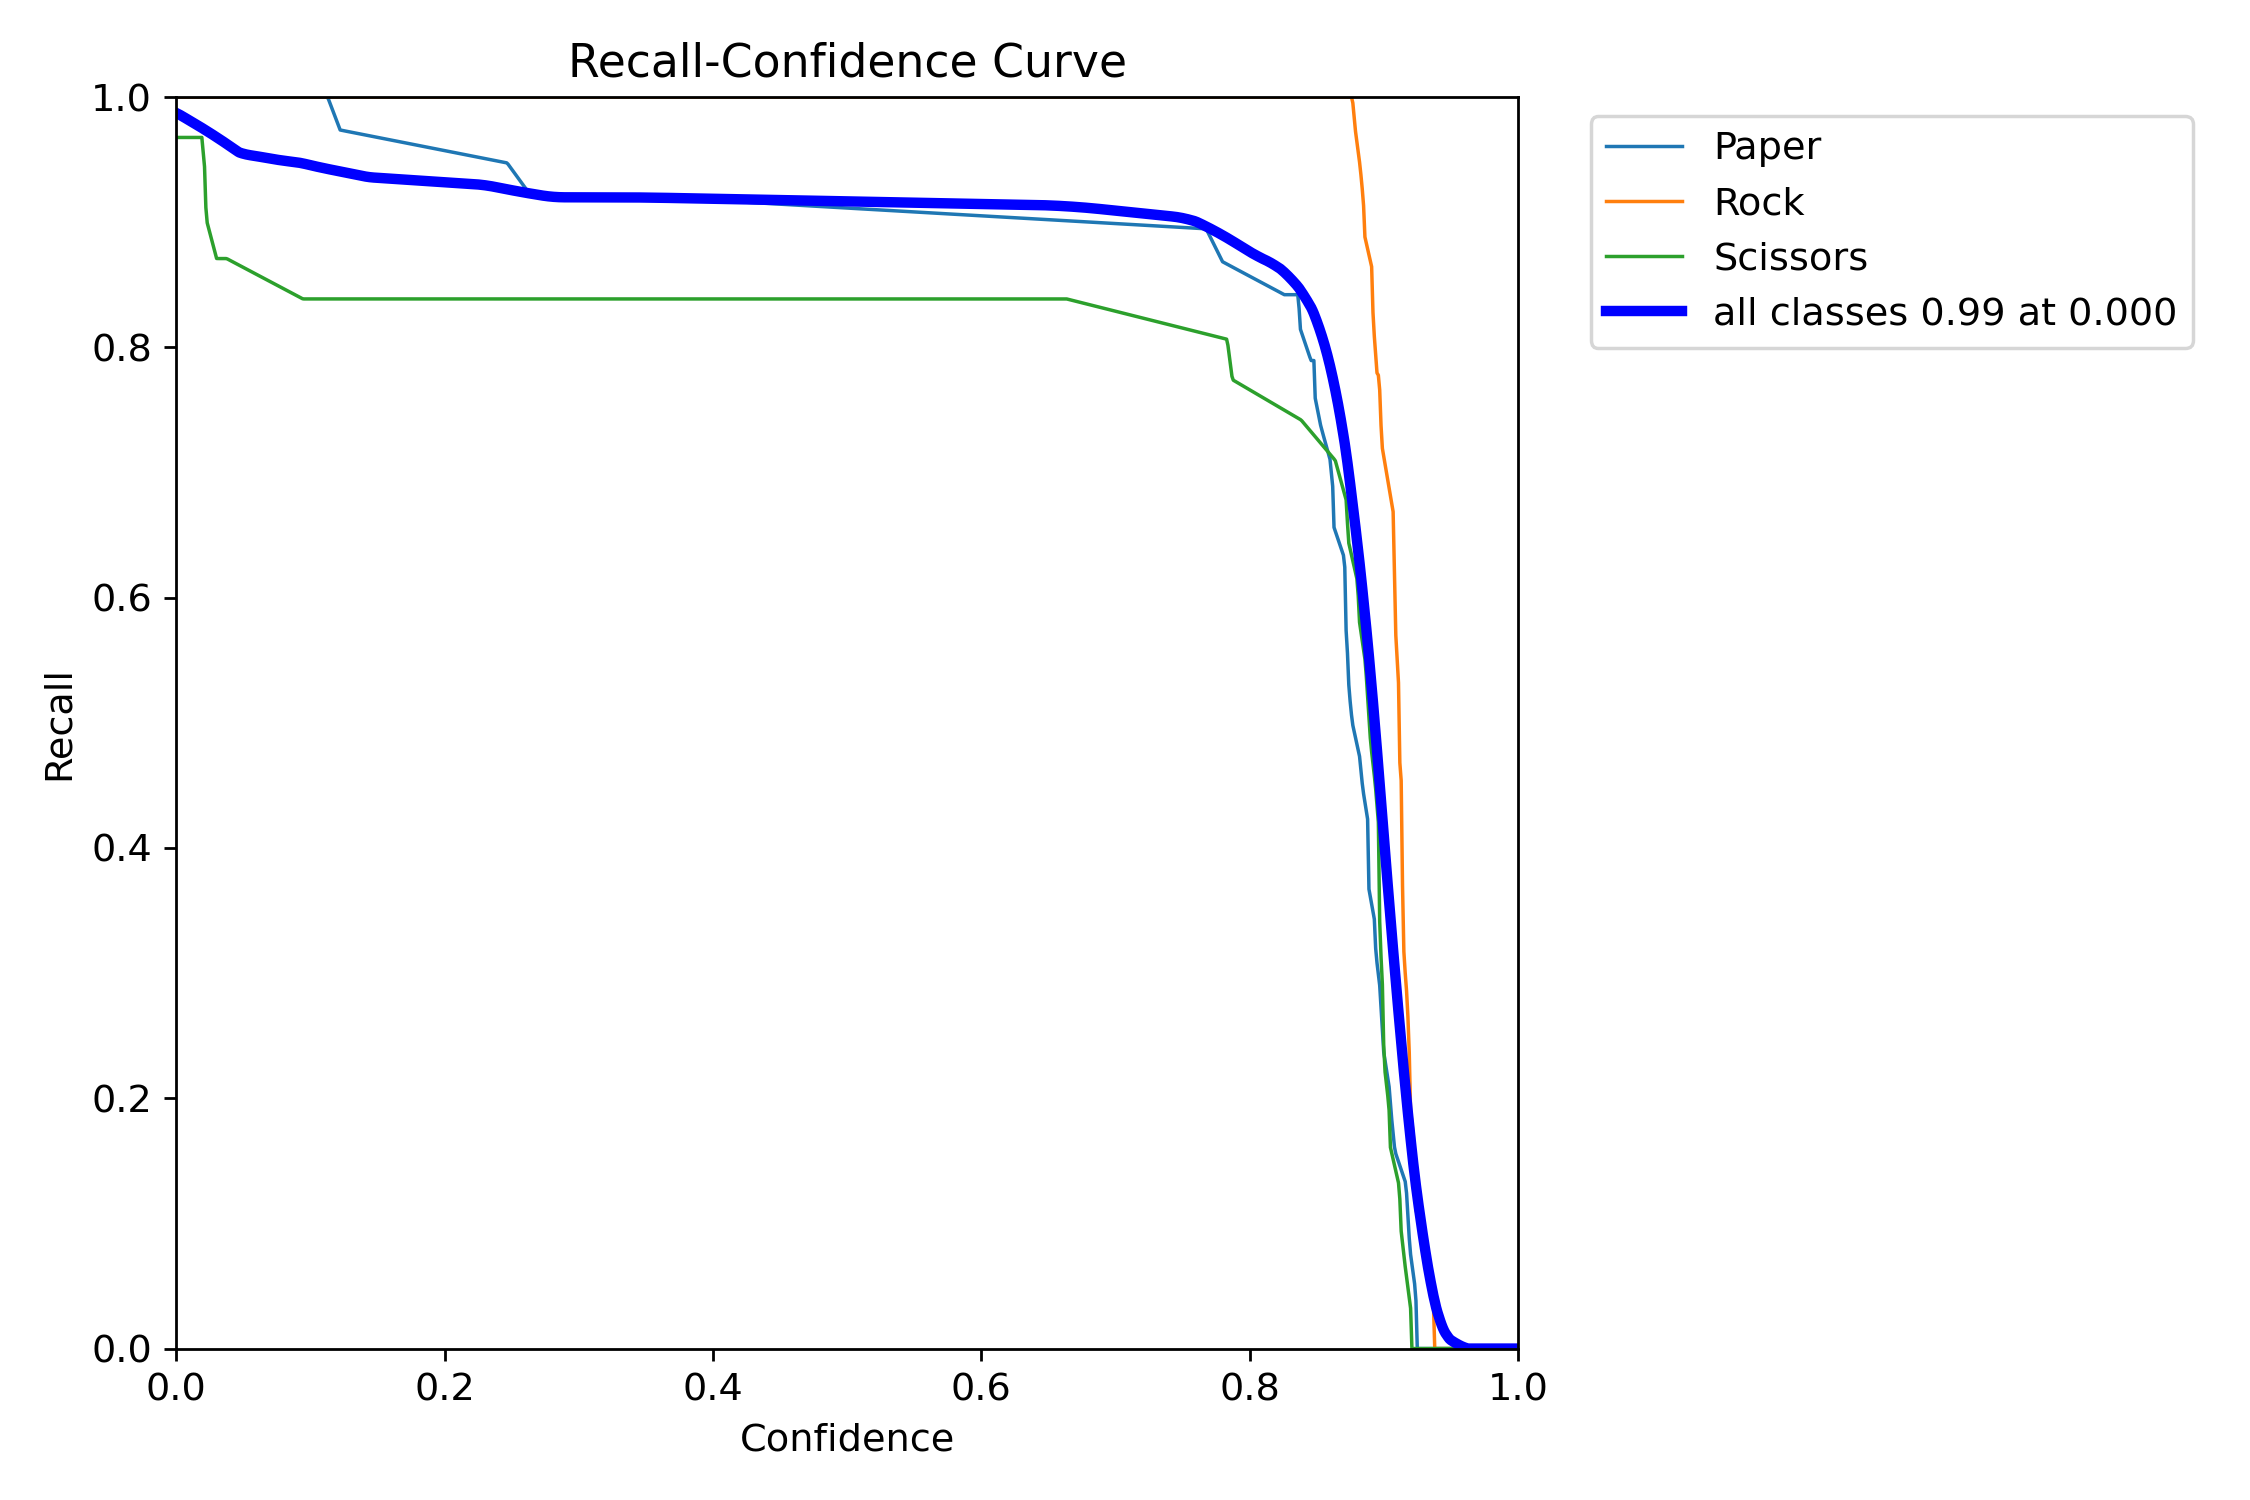 Recall-Confidence Curve
1.0
0.8
0.6
0.4
0.2
0.0
Recall
0.0 0.2 0.4 0.6 0.8 1.0
Confidence
Paper
Rock
Scissors
all classes 0.99 at 0.000